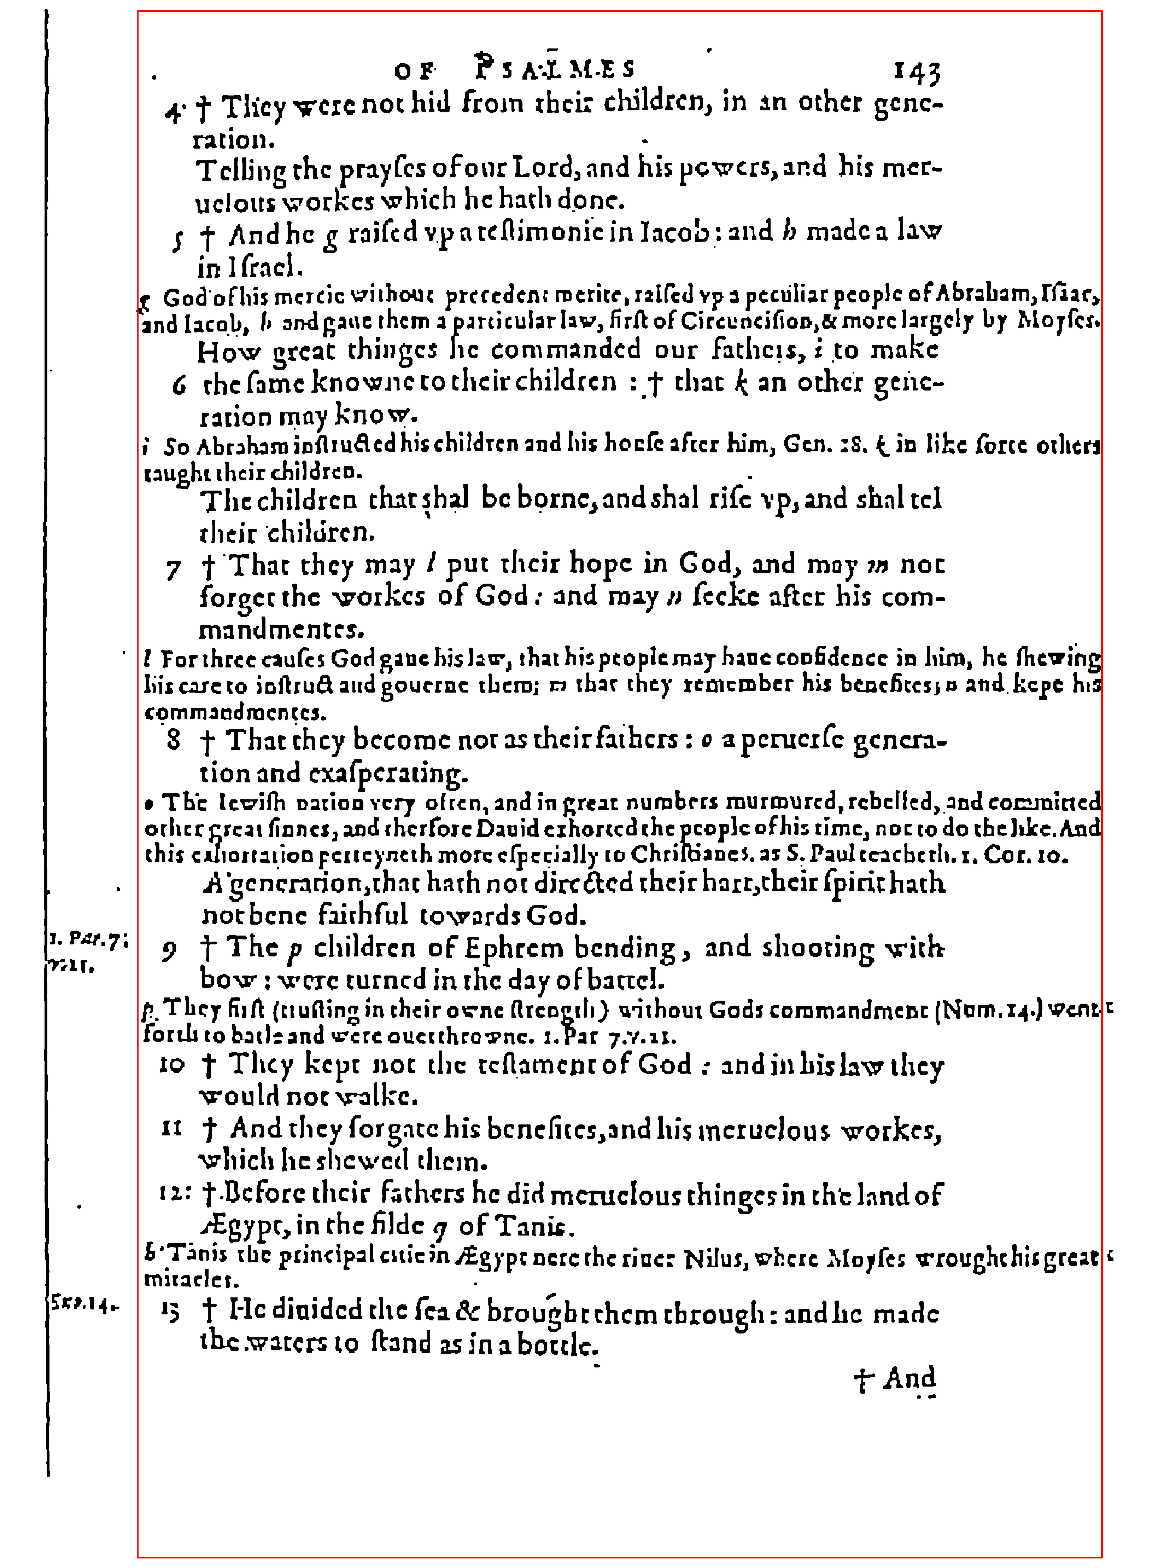 OF PSALMES 143
4 † They were not hid from their children, in an other gene-
ration.
Telling the prayſes of our Lord, and his powers, and his mer-
uelous workes which he hath done.
5 † And he g raiſed vp a teſtimonie in Iacob: and h made a law
in Iſrael.
g God of his mercie without precedent merite, raiſed vp a peculiar people of Abraham, Iſaac,
and Iacob, h and gaue them a particular law, firſt of Circunciſion, & more largely by Moyſes.
How great thinges he commanded our fathers, i to make
6 the ſame knowne to their children : † that k an other gene-
ration may know.
i So Abraham inſtructed his children and his houſe after him, Gen. 18. k in like ſorte others
taught their children.
The children that shal be borne, and shal riſe vp, and shal tel
their children.
7 † That they may l put their hope in God, and may m not
forget the workes of God: and may n ſeeke after his com-
mandmentes.
l For three cauſes God gaue his law, that his people may haue confidence in him, he ſhewing
his care to inſtruct and gouerne them; m that they remember his benefites; n and kepe his
commandmentes.
8 † That they become not as their fathers : o a peruerſe genera-
tion and exaſperating.
o The Iewiſh nation very often, and in great numbers murmured, rebelled, and committed
other great ſinnes, and therfore Dauid exhorted the people of his time, not to do the like. And
this exhortation perteyneth more eſpecially to Chriſtianes. as S. Paul teacheth. 1. Cor. 10.
A generation, that hath not directed their hart, their ſpirit hath
not bene faithful towards God.
1. Par. 7. 9 † The p children of Ephrem bending, and shooting with
v. 21. bow : were turned in the day of battel.
p. They firſt (truſting in their owne ſtrength) without Gods commandment (Num. 14.) went
forth to batle and were ouerthrowne. 1. Par 7. v. 21.
10 † They kept not the teſtament of God : and in his law they
would not walke.
11 † And they forgate his benefites, and his meruelous workes,
which he shewed them.
12: † Before their fathers he did meruelous thinges in the land of
Ægypt, in the filde q of Tanis.
Tanis the principal citie in Ægypt nere the riuer Nilus, where Moyſes wrought his great
miracles.
Exo. 14. 13 † He diuided the ſea & brought them through : and he made
the waters to ſtand as in a bottle.
† And